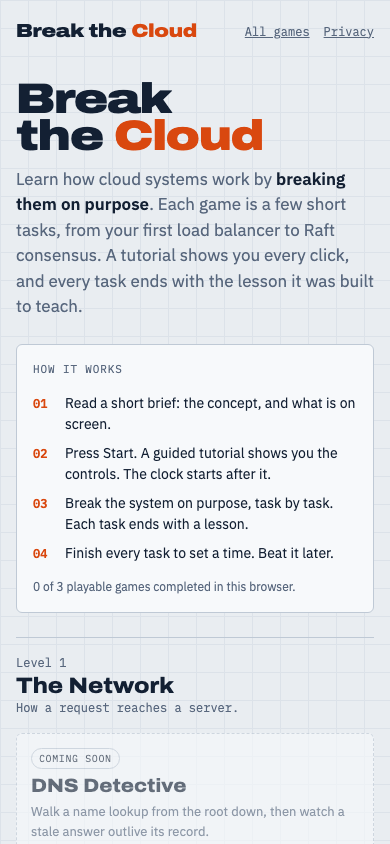 Break the Cloud
All games Privacy
Break
the Cloud
Learn how cloud systems work by breaking
them on purpose. Each game is a few short
tasks, from your first load balancer to Raft
consensus. A tutorial shows you every click,
and every task ends with the lesson it was built
to teach.
HOW IT WORKS
01 Read a short brief: the concept, and what is on
screen.
02 Press Start. A guided tutorial shows you the
controls. The clock starts after it.
03 Break the system on purpose, task by task.
Each task ends with a lesson.
04 Finish every task to set a time. Beat it later.
0 of 3 playable games completed in this browser.
Level 1
The Network
How a request reaches a server.
COMING SOON
DNS Detective
Walk a name lookup from the root down, then watch a
stale answer outlive its record.